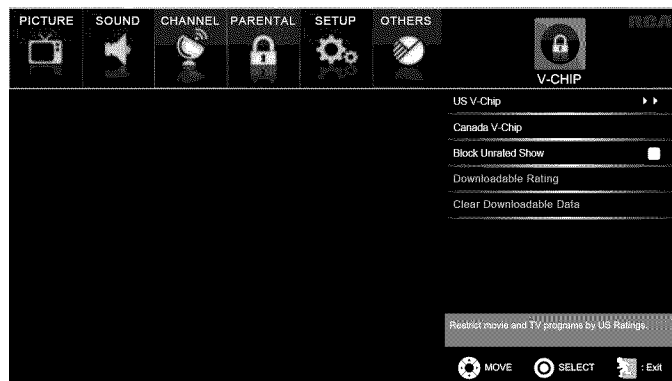 PICTURE SOUND CHANNEL PARENTAL SETUP OTHERS
RCA
V-CHIP
US V-Chip
Canada V-Chip
Block Unrated Show
Downloadable Rating
Clear Downloadable Data
Restrict movie and TV programs by US Ratings.
MOVE SELECT : Exit